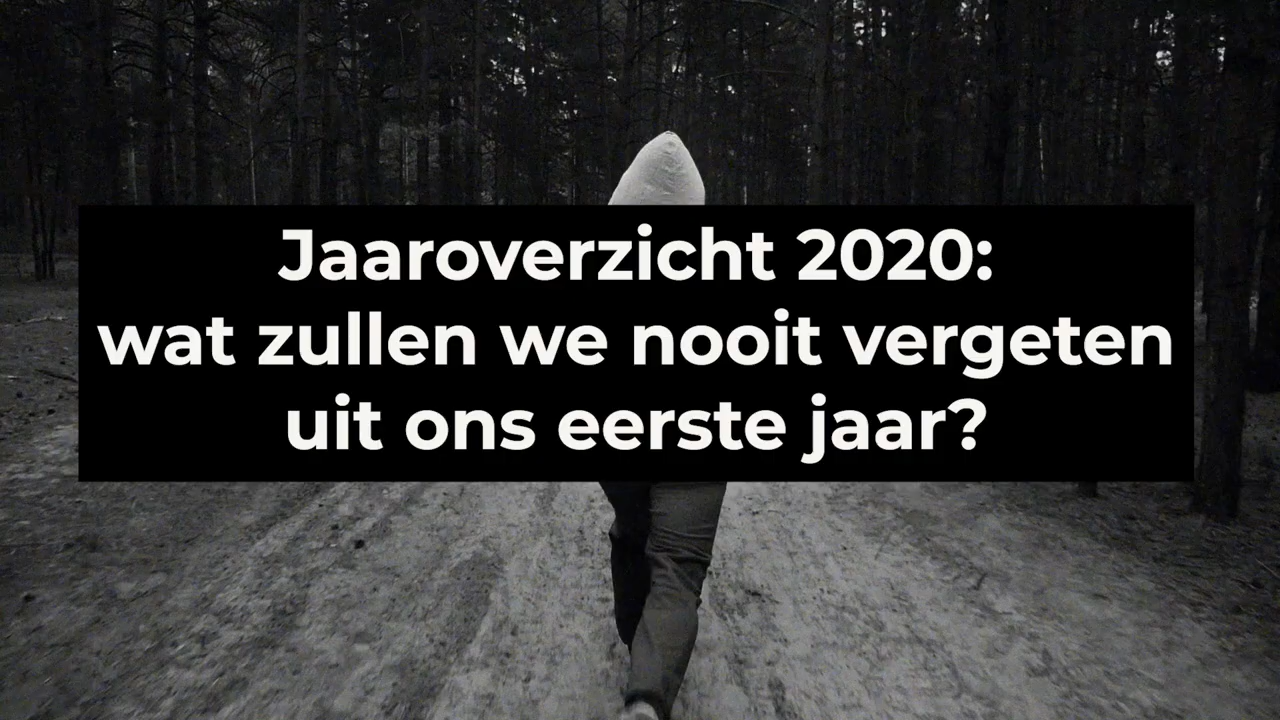 Jaaroverzicht 2020:
wat zullen we nooit vergeten
uit ons eerste jaar?